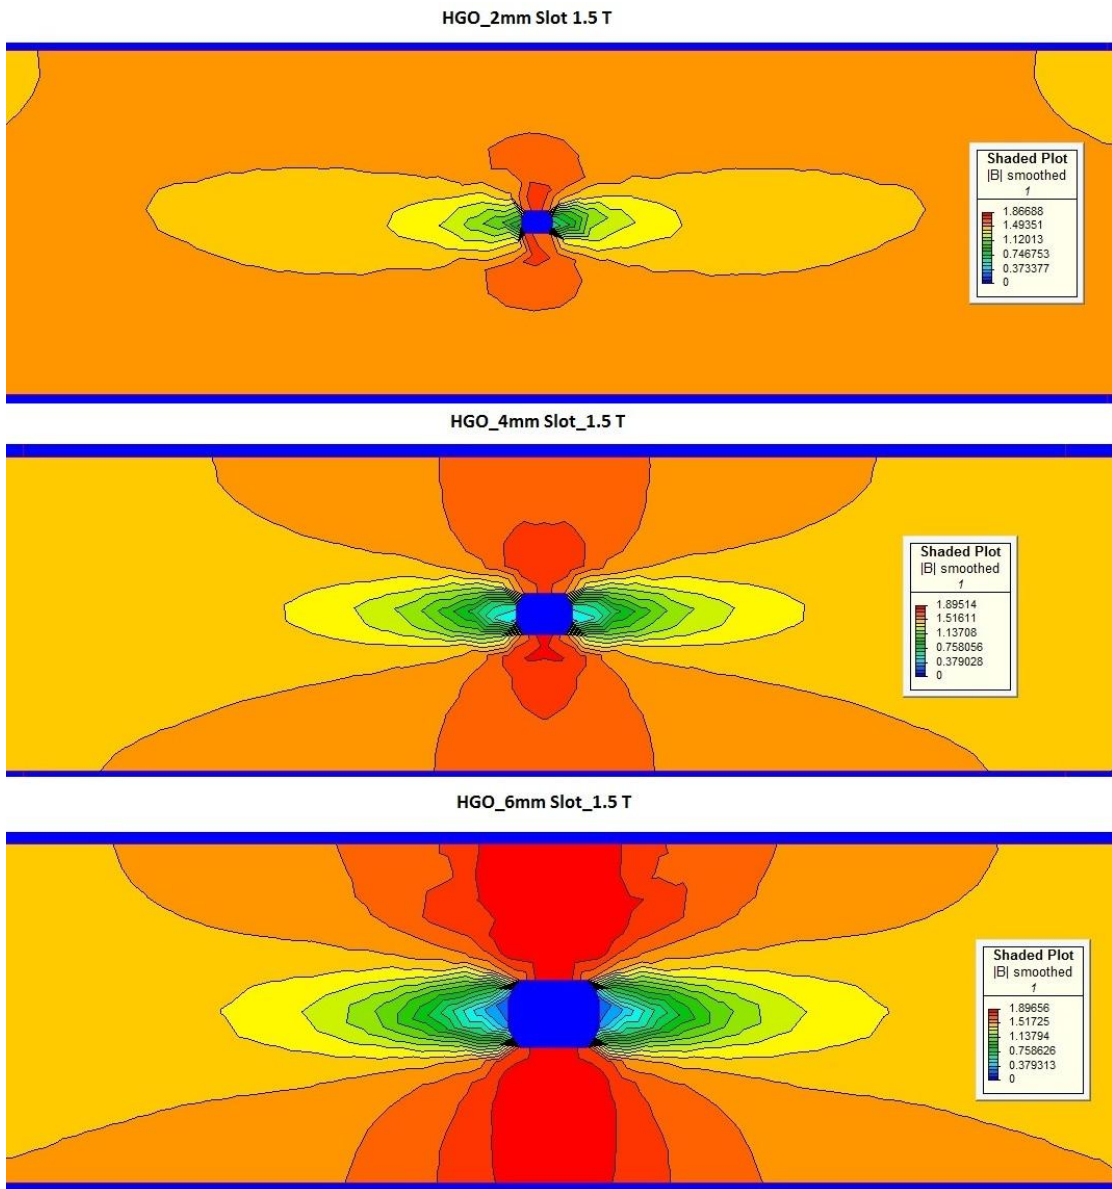 HGO_2mm Slot 1.5 T
Shaded Plot
|B| smoothed
1
1.86688
1.49351
1.12013
0.746753
0.373377
0
HGO_4mm Slot_1.5 T
Shaded Plot
|B| smoothed
1
1.89514
1.51611
1.13708
0.758056
0.379028
0
HGO_6mm Slot_1.5 T
Shaded Plot
|B| smoothed
1
1.89656
1.51725
1.13794
0.758626
0.379313
0